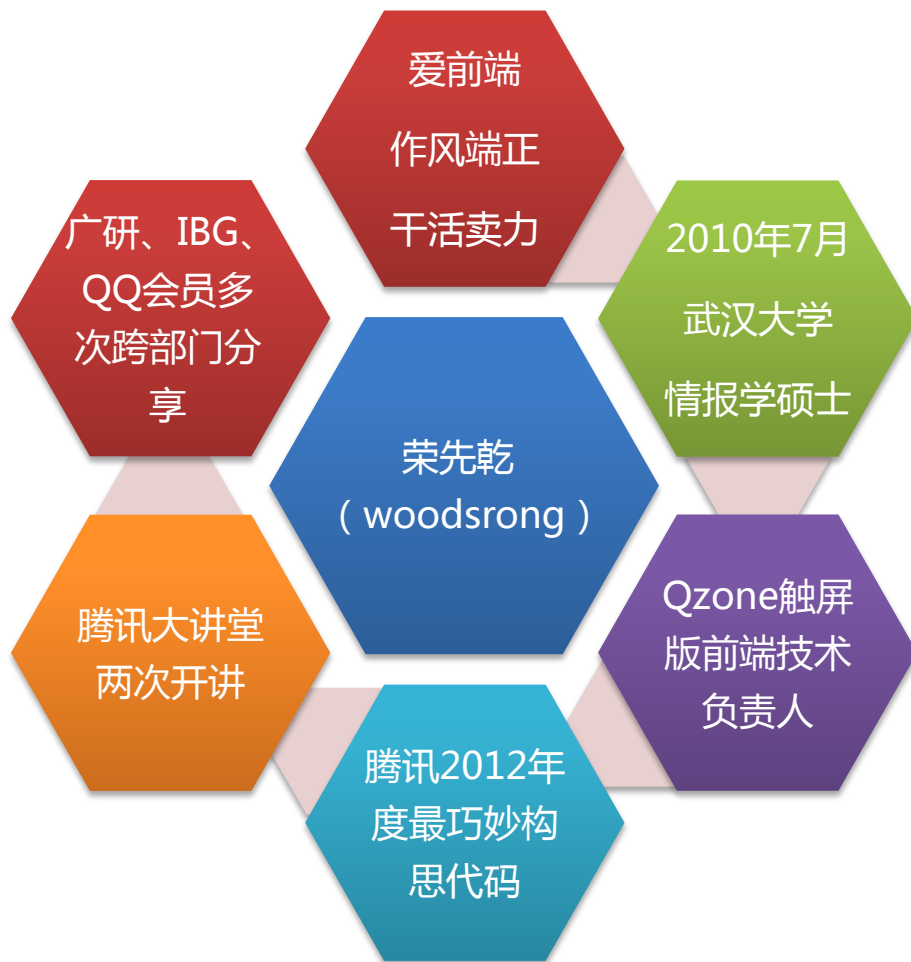 爱前端
作风端正
干活卖力
2010年7月
武汉大学
情报学硕士
Qzone触屏
版前端技术
负责人
腾讯2012年
度最巧妙构
思代码
腾讯大讲堂
两次开讲
广研、IBG、
QQ会员多
次跨部门分
享
荣先乾
（woodsrong）